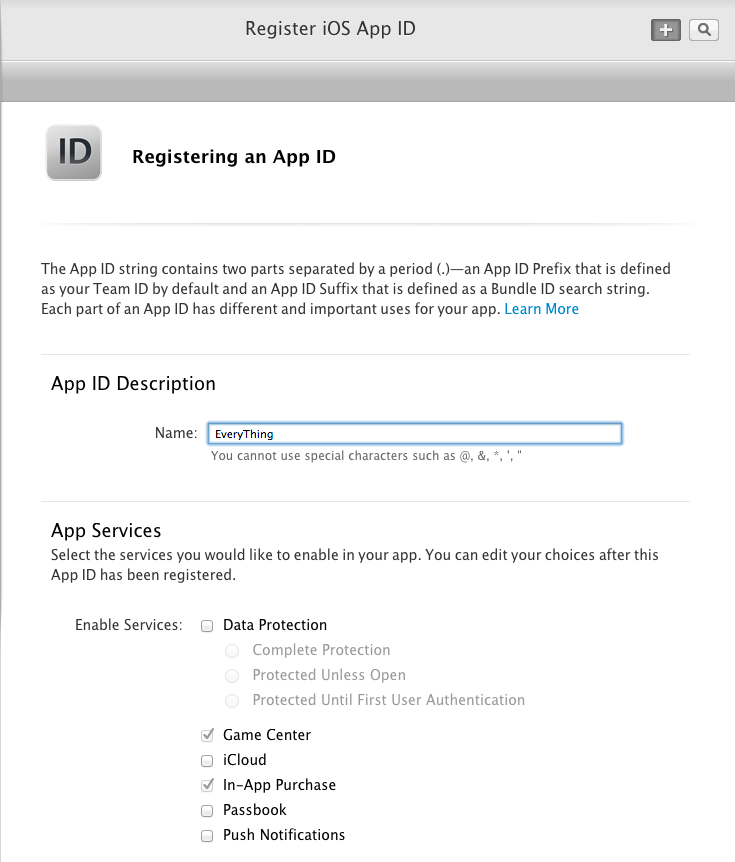 Register iOS App ID
ID
Registering an App ID
The App ID string contains two parts separated by a period (.)—an App ID Prefix that is defined
as your Team ID by default and an App ID Suffix that is defined as a Bundle ID search string.
Each part of an App ID has different and important uses for your app. Learn More
App ID Description
Name: EveryThing
You cannot use special characters such as @, &, *, ', "
App Services
Select the services you would like to enable in your app. You can edit your choices after this
App ID has been registered.
Enable Services: Data Protection
Complete Protection
Protected Unless Open
Protected Until First User Authentication
Game Center
iCloud
In-App Purchase
Passbook
Push Notifications